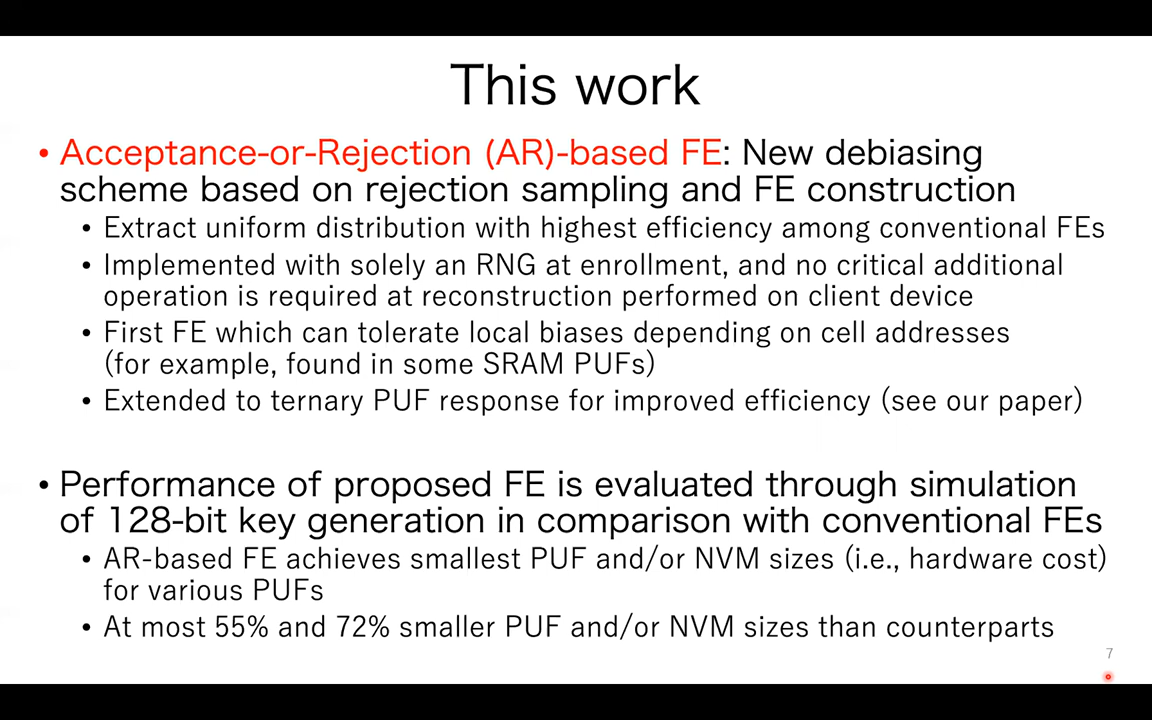 This work
• Acceptance-or-Rejection (AR)-based FE: New debiasing
scheme based on rejection sampling and FE construction
• Extract uniform distribution with highest efficiency among conventional FEs
• Implemented with solely an RNG at enrollment, and no critical additional
operation is required at reconstruction performed on client device
• First FE which can tolerate local biases depending on cell addresses
(for example, found in some SRAM PUFs)
• Extended to ternary PUF response for improved efficiency (see our paper)
• Performance of proposed FE is evaluated through simulation
of 128-bit key generation in comparison with conventional FEs
• AR-based FE achieves smallest PUF and/or NVM sizes (i.e., hardware cost)
for various PUFs
• At most 55% and 72% smaller PUF and/or NVM sizes than counterparts
7